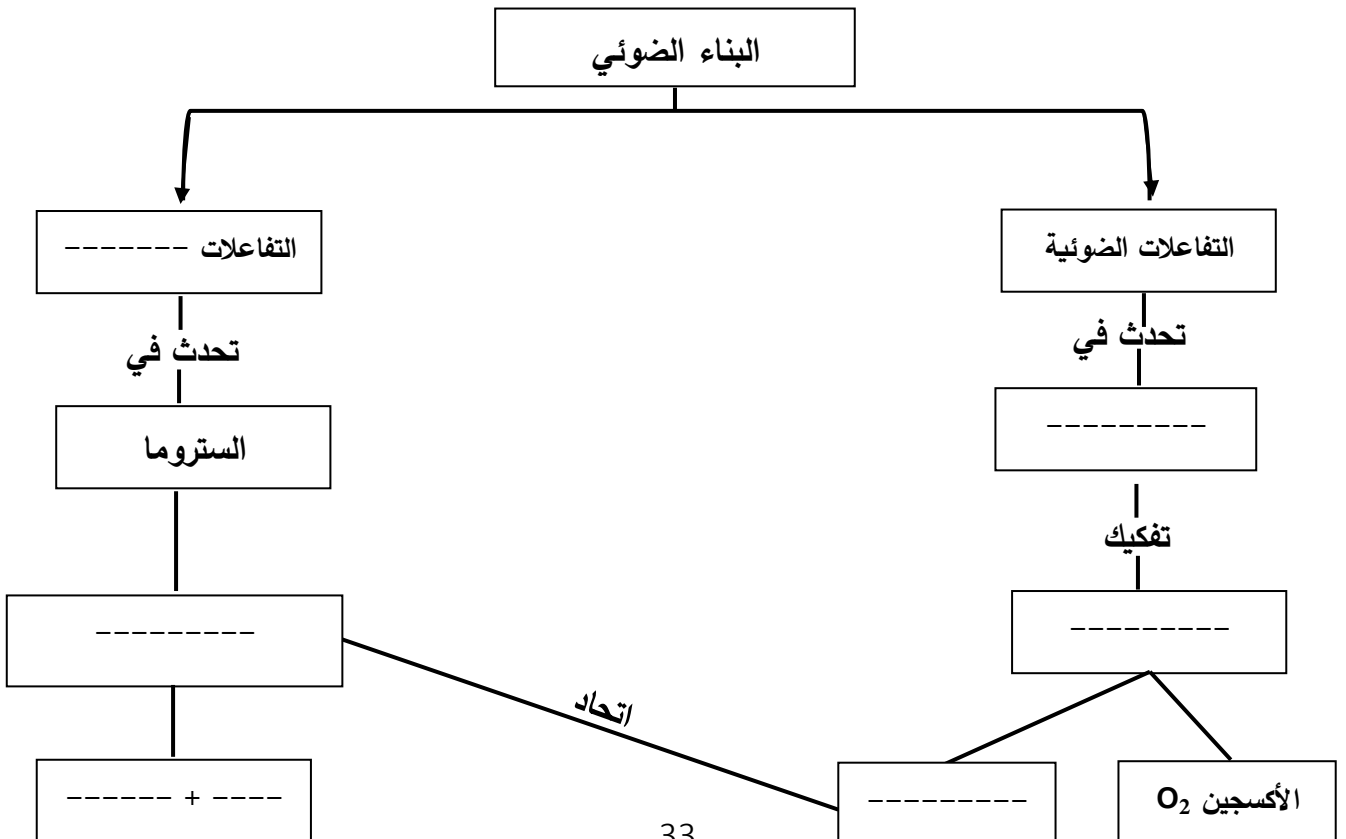 البناء الضوئي
التفاعلات الضوئية
التفاعلات -------
تحدث في
تحدث في
---------
الستروما
تفكيك
---------
---------
اتحاد
الأكسجين O₂
---------
------ + ----
33